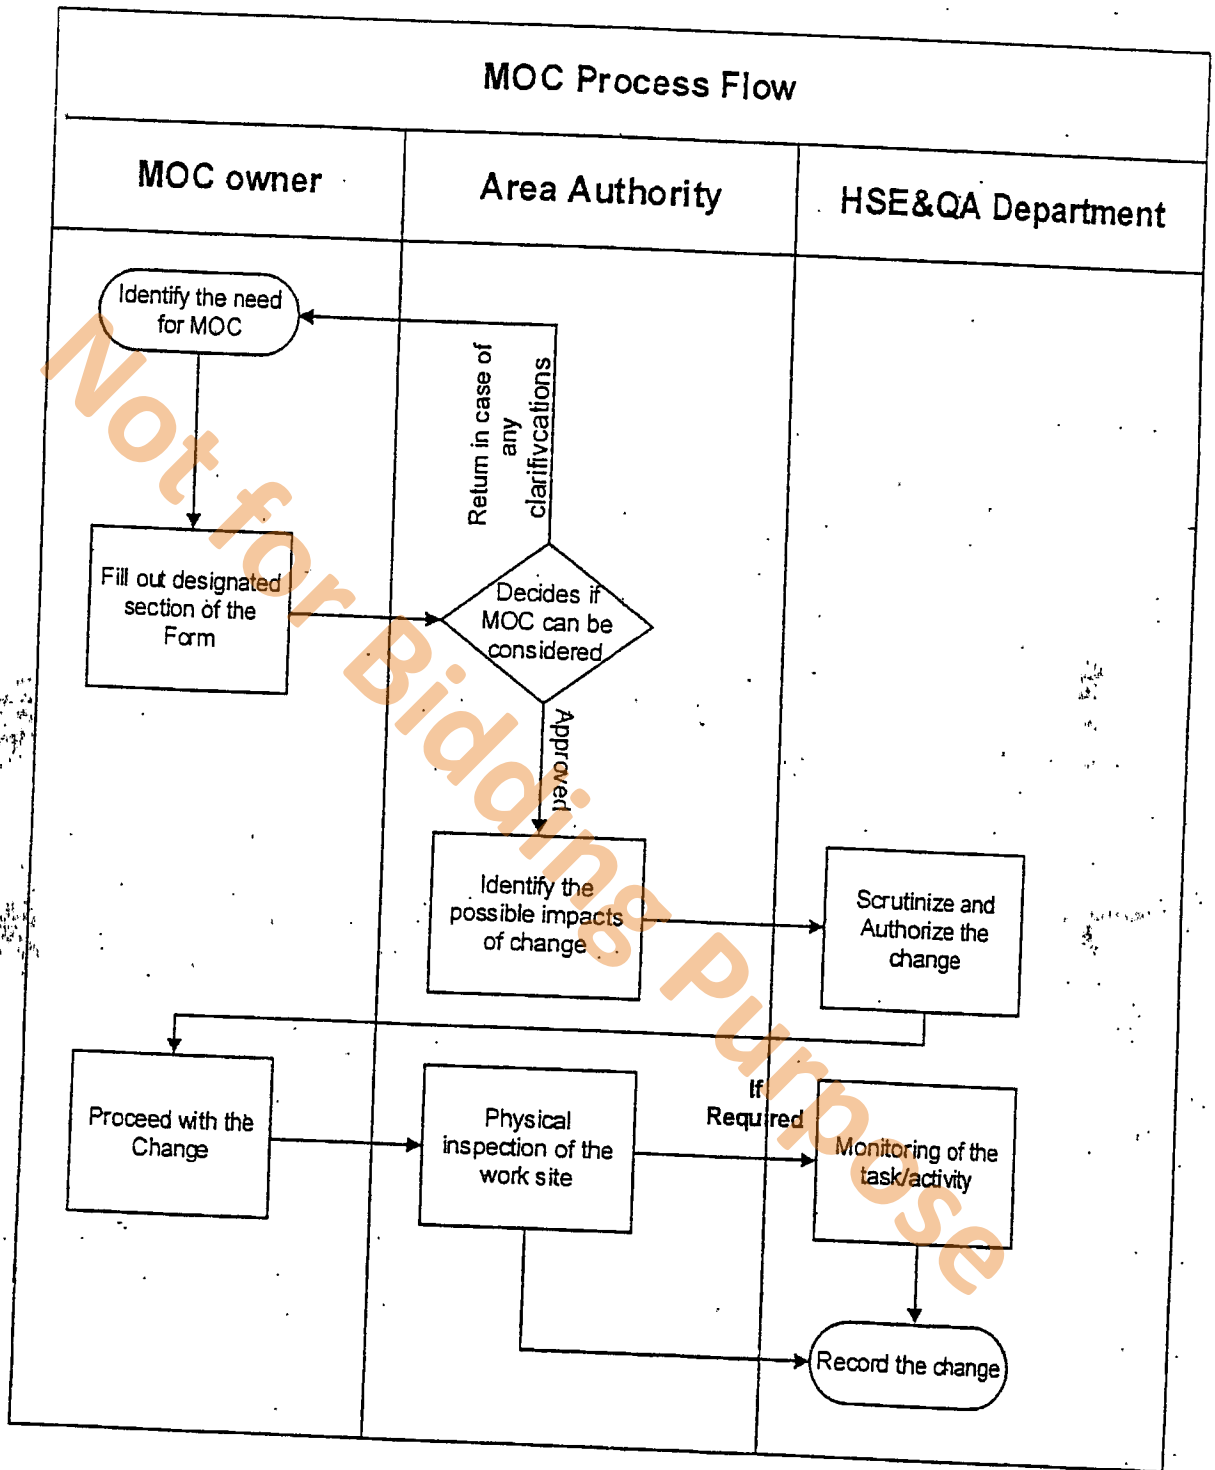 MOC Process Flow
MOC owner
Area Authority
HSE&QA Department
Identify the need
for MOC
Return in case of
any
clarifivcations
Fill out designated
section of the
Form
Decides if
MOC can be
considered
Approved
Identify the
possible impacts
of change
Scrutinize and
Authorize the
change
Proceed with the
Change
Physical
inspection of the
work site
If
Required
Monitoring of the
task/activity
Record the change
Not for Bidding Purpose